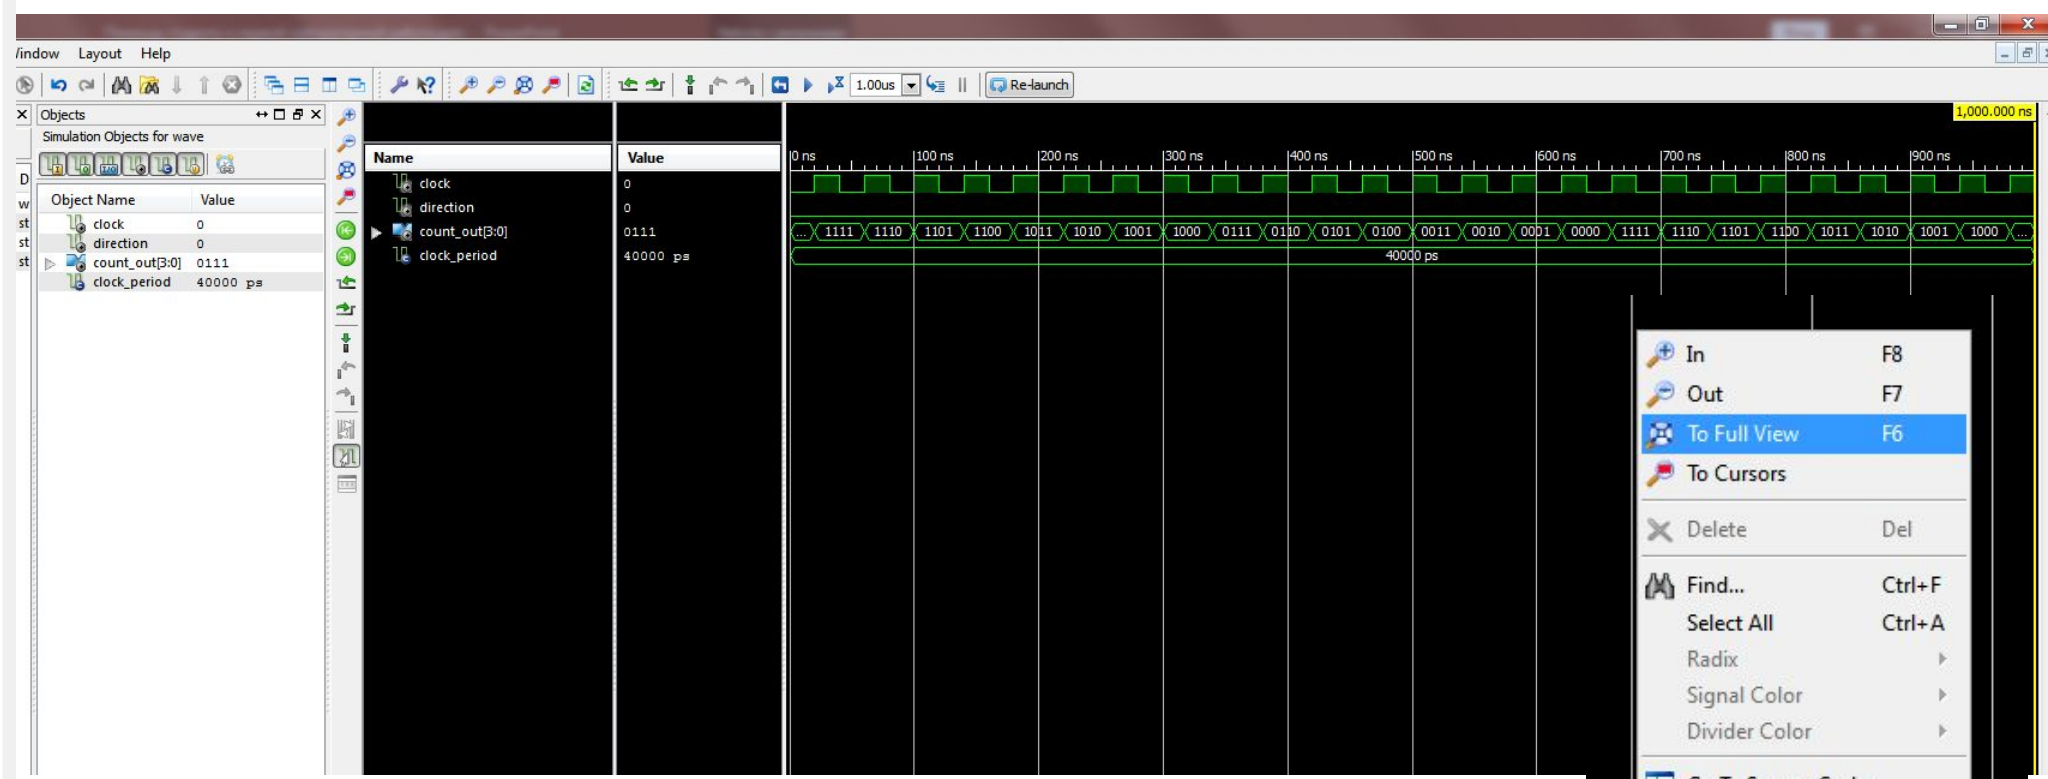 Window Layout Help
1.00us Re-launch
Objects
Simulation Objects for wave
Object Name Value
clock 0
direction 0
count_out[3:0] 0111
clock_period 40000 ps
D
w
st
st
st
Name Value
clock 0
direction 0
count_out[3:0] 0111
clock_period 40000 ps
1,000.000 ns
0 ns 100 ns 200 ns 300 ns 400 ns 500 ns 600 ns 700 ns 800 ns 900 ns
... 1111 1110 1101 1100 1011 1010 1001 1000 0111 0110 0101 0100 0011 0010 0001 0000 1111 1110 1101 1100 1011 1010 1001 1000 ...
40000 ps
In F8
Out F7
To Full View F6
To Cursors
Delete Del
Find... Ctrl+F
Select All Ctrl+A
Radix
Signal Color
Divider Color